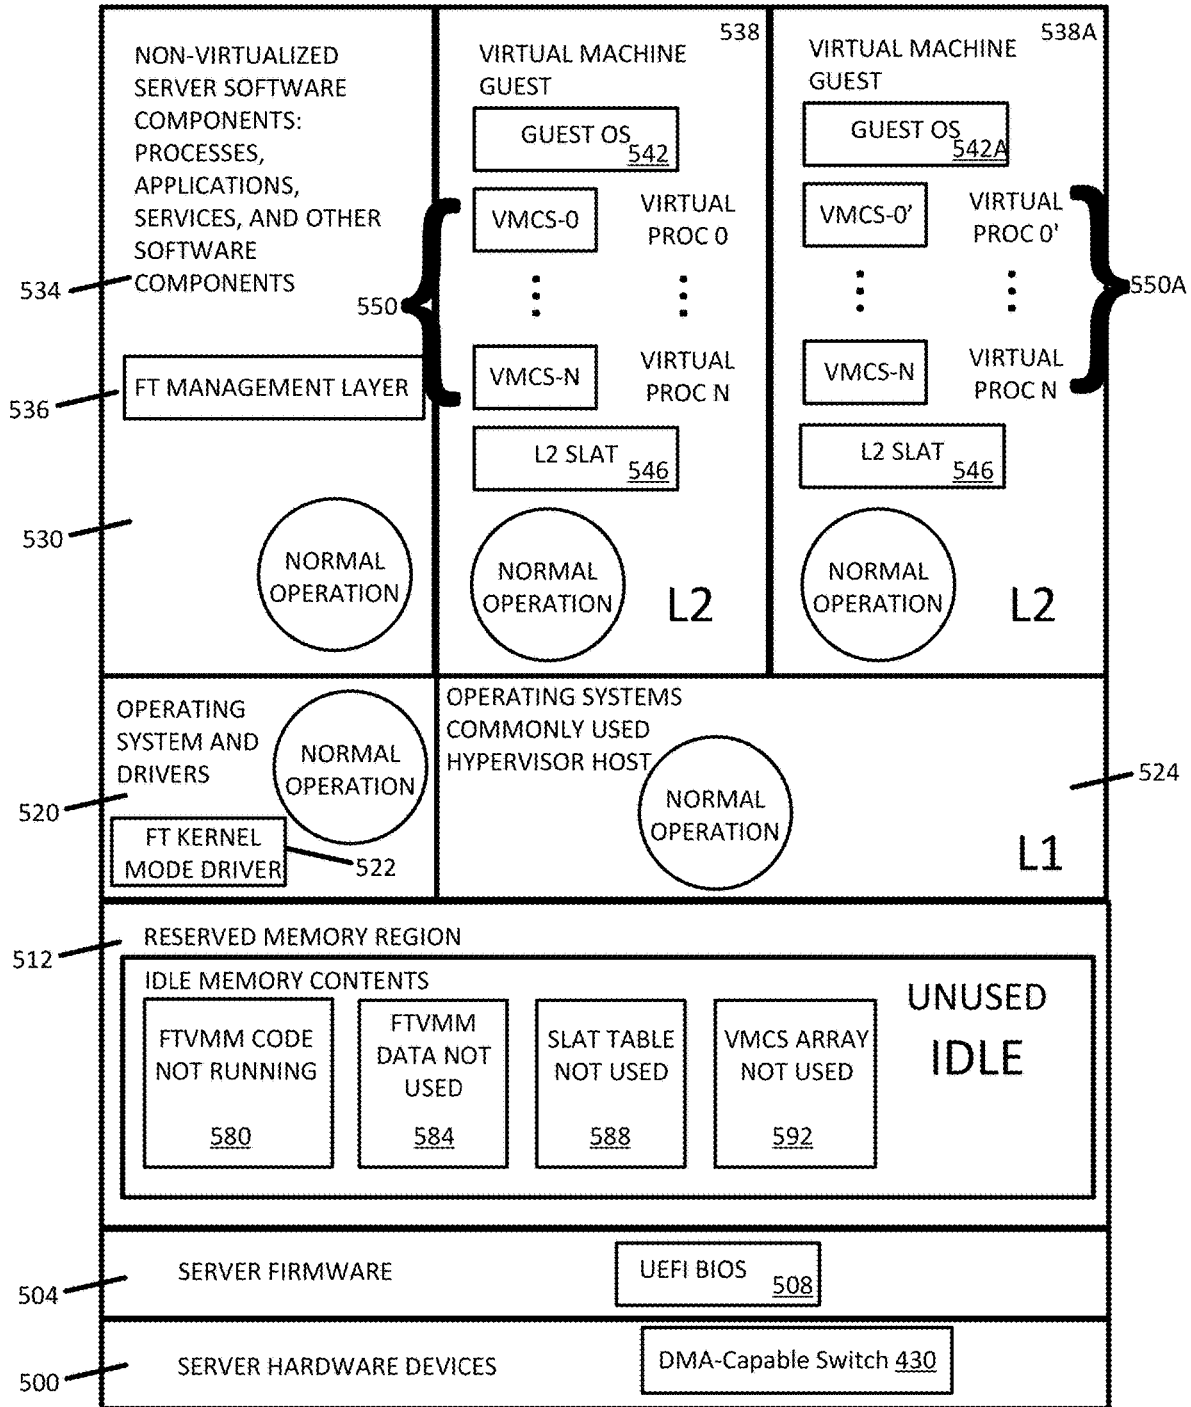 NON-VIRTUALIZED
SERVER SOFTWARE
COMPONENTS:
PROCESSES,
APPLICATIONS,
SERVICES, AND OTHER
SOFTWARE
COMPONENTS
534
FT MANAGEMENT LAYER
536
530
NORMAL
OPERATION
538
VIRTUAL MACHINE
GUEST
GUEST OS
542
550
VMCS-0
VIRTUAL
PROC 0
VMCS-N
VIRTUAL
PROC N
L2 SLAT
546
NORMAL
OPERATION
L2
538A
VIRTUAL MACHINE
GUEST
GUEST OS
542A
VMCS-0'
VIRTUAL
PROC 0'
550A
VMCS-N
VIRTUAL
PROC N
L2 SLAT
546
NORMAL
OPERATION
L2
OPERATING
SYSTEM AND
DRIVERS
520
NORMAL
OPERATION
FT KERNEL
MODE DRIVER
522
OPERATING SYSTEMS
COMMONLY USED
HYPERVISOR HOST
NORMAL
OPERATION
524
L1
RESERVED MEMORY REGION
512
IDLE MEMORY CONTENTS
FTVMM CODE
NOT RUNNING
580
FTVMM
DATA NOT
USED
584
SLAT TABLE
NOT USED
588
VMCS ARRAY
NOT USED
592
UNUSED
IDLE
504
SERVER FIRMWARE
UEFI BIOS
508
500
SERVER HARDWARE DEVICES
DMA-Capable Switch 430